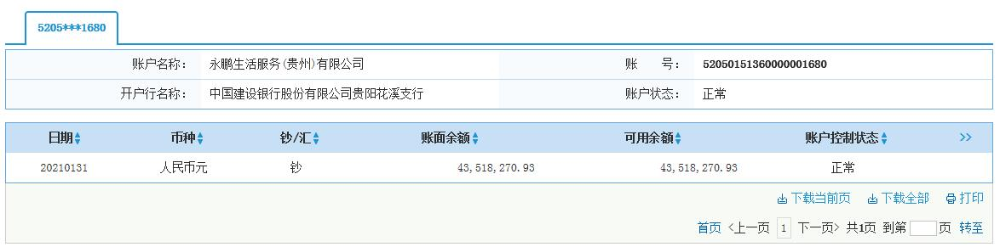 5205***1680
账户名称： 永鹏生活服务(贵州)有限公司 账 号： 52050151360000001680
开户行名称： 中国建设银行股份有限公司贵阳花溪支行 账户状态： 正常
日期 币种 钞/汇 账面余额 可用余额 账户控制状态 >>
20210131 人民币元 钞 43,518,270.93 43,518,270.93 正常
下载当前页 下载全部 打印
首页 <上一页 1 下一页> 共1页 到第 页 转至